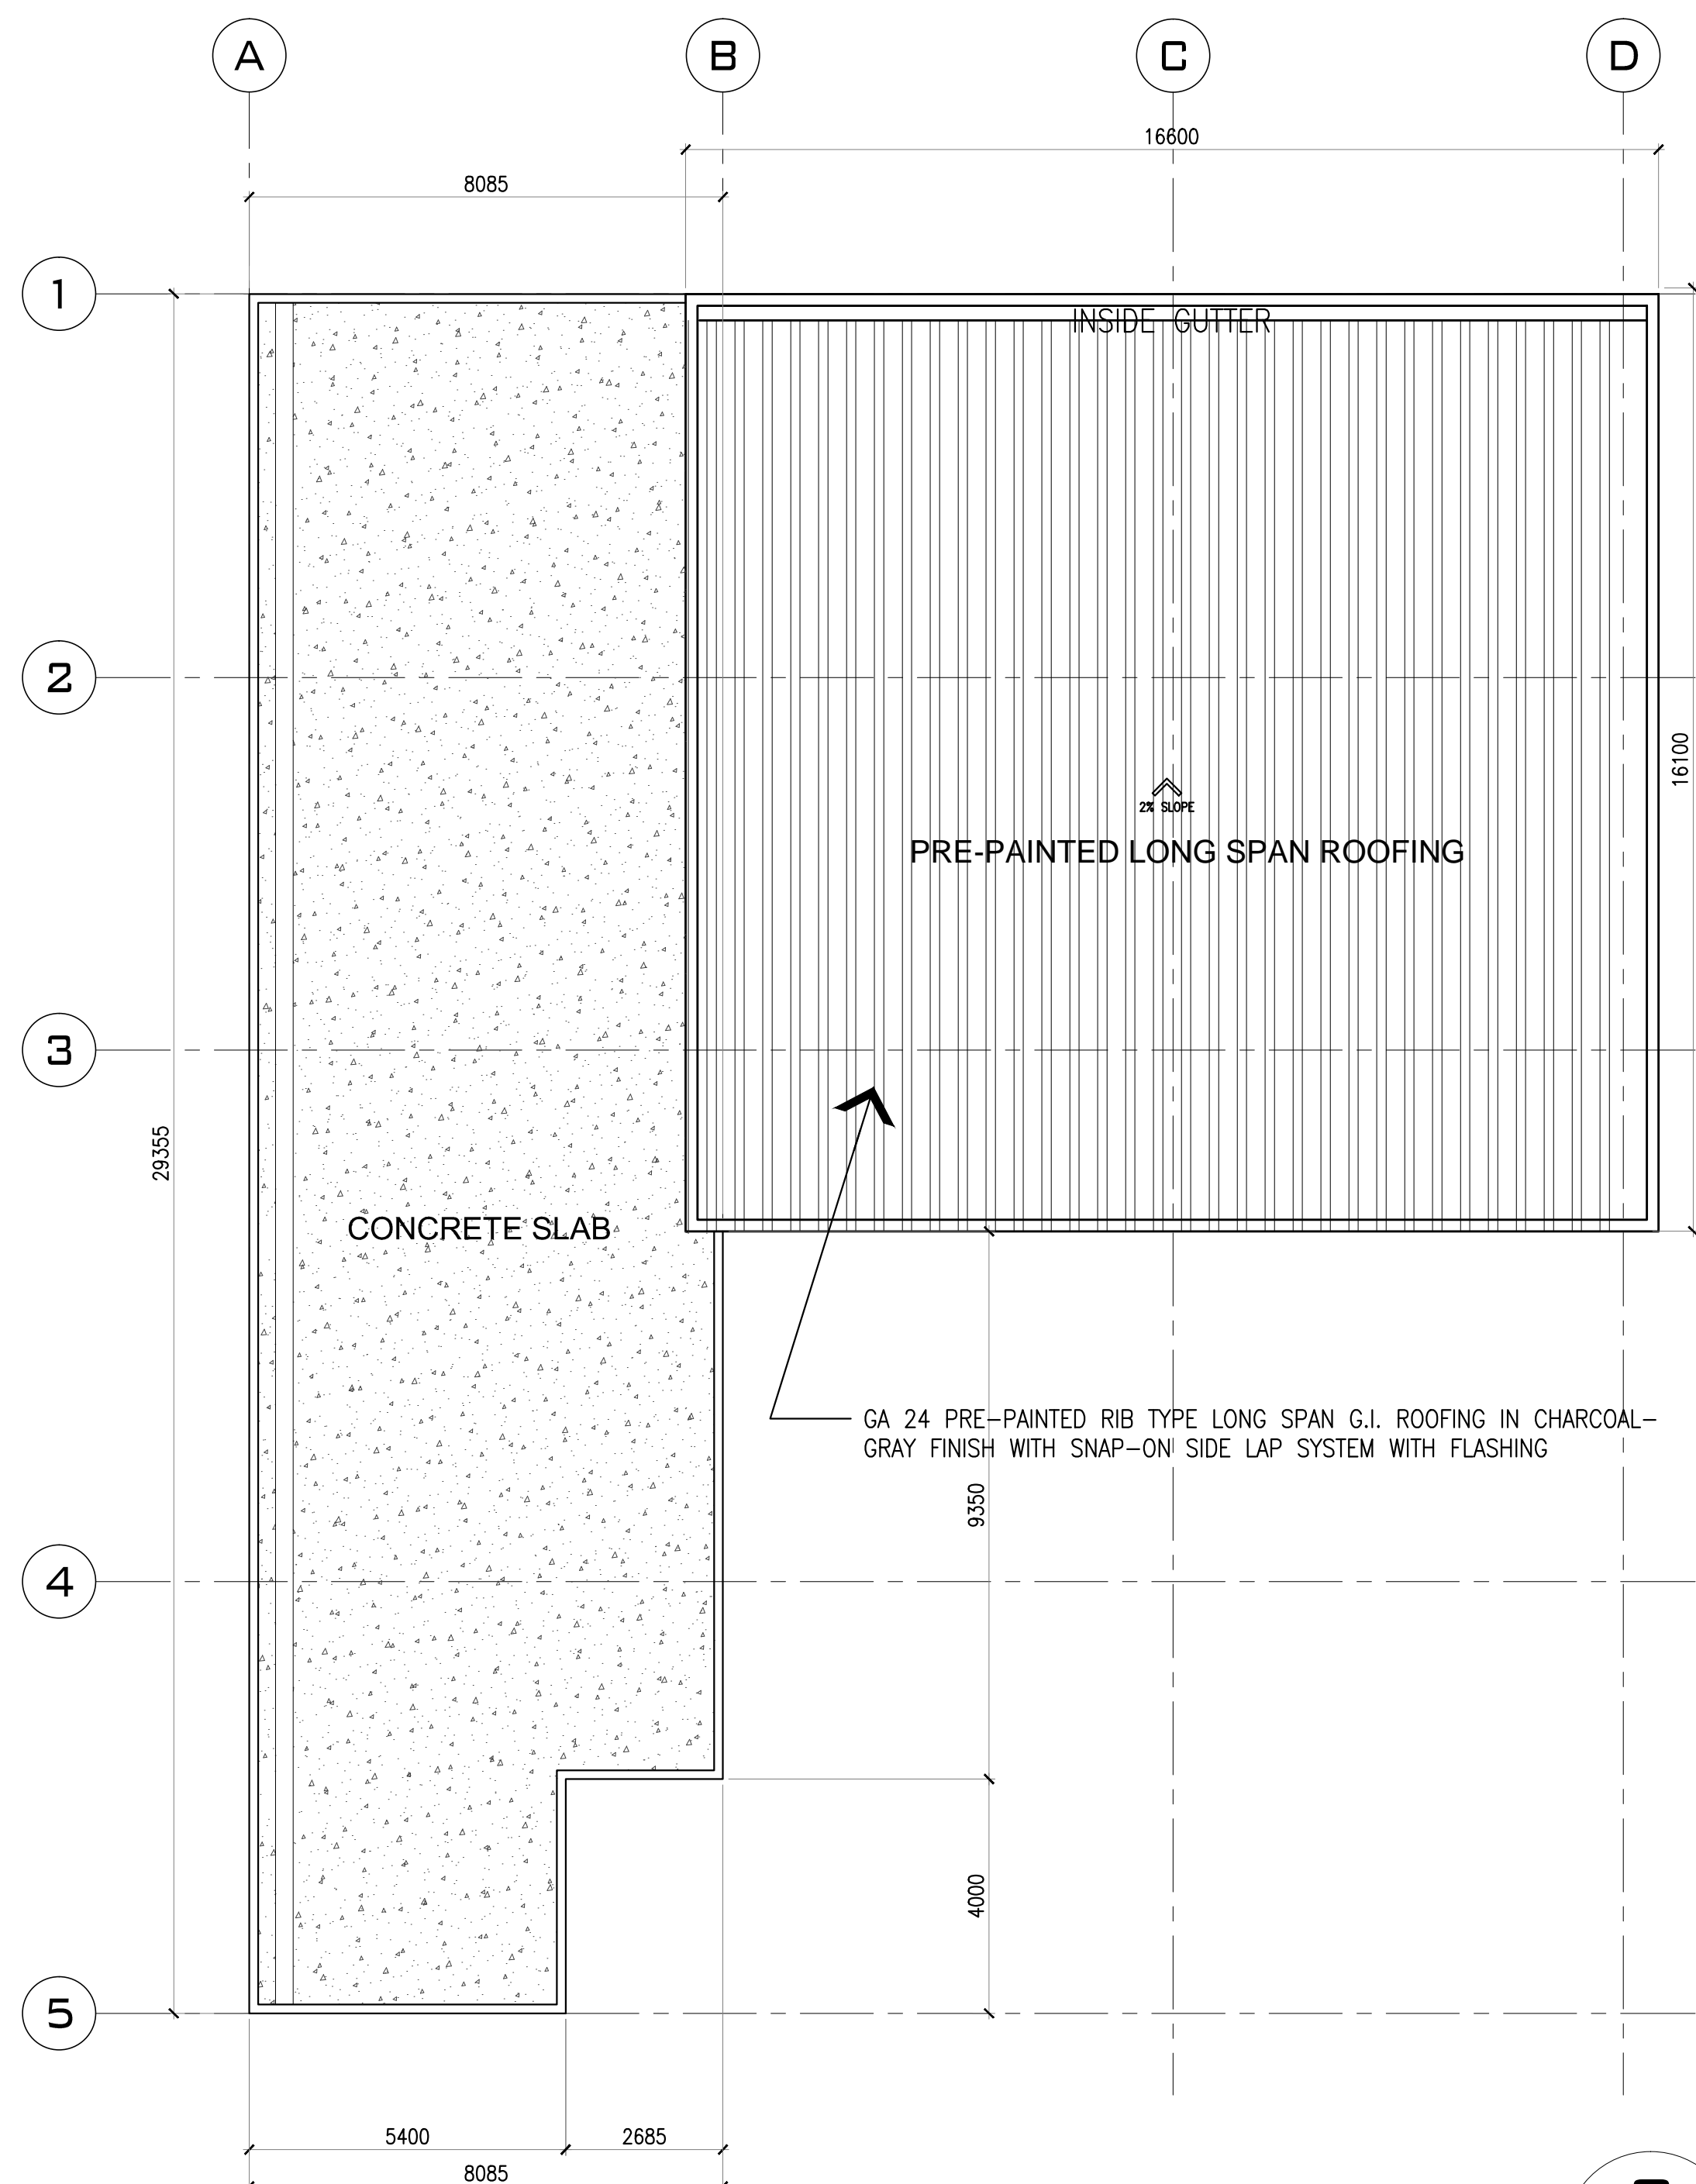 A
B
C
D
16600
8085
1
INSIDE GUTTER
2
16100
2% SLOPE
PRE-PAINTED LONG SPAN ROOFING
3
29355
CONCRETE SLAB
GA 24 PRE-PAINTED RIB TYPE LONG SPAN G.I. ROOFING IN CHARCOAL-
GRAY FINISH WITH SNAP-ON SIDE LAP SYSTEM WITH FLASHING
9350
4
4000
5
5400
2685
8085